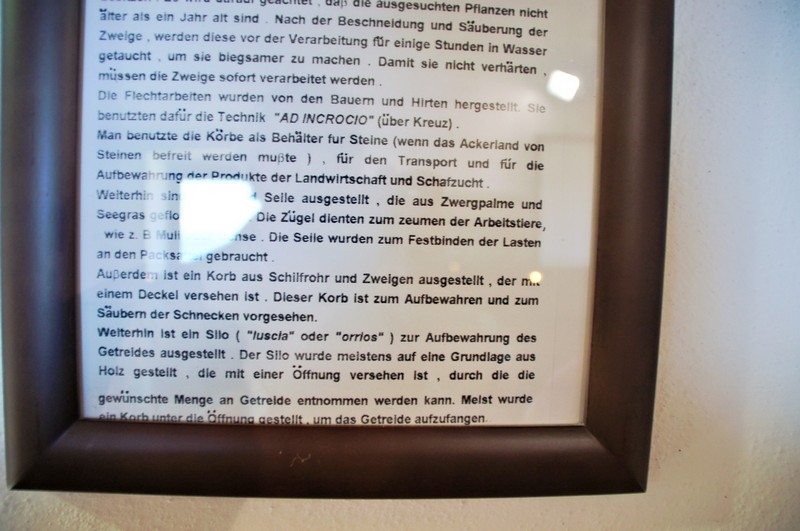 geachtet , daß die ausgesuchten Pflanzen nicht
älter als ein Jahr alt sind . Nach der Beschneidung und Säuberung der
Zweige , werden diese vor der Verarbeitung für einige Stunden in Wasser
getaucht , um sie biegsamer zu machen . Damit sie nicht verhärten ,
müssen die Zweige sofort verarbeitet werden .
Die Flechtarbeiten wurden von den Bauern und Hirten hergestellt. Sie
benutzten dafür die Technik "AD INCROCIO" (über Kreuz) .
Man benutzte die Körbe als Behälter fur Steine (wenn das Ackerland von
Steinen befreit werden mußte ) , für den Transport und für die
Aufbewahrung der Produkte der Landwirtschaft und Schafzucht .
Weiterhin Seile ausgestellt , die aus Zwergpalme und
Seegras Die Zügel dienten zum zeumen der Arbeitstiere,
wie z. B . Die Seile wurden zum Festbinden der Lasten
an den gebraucht .
Außerdem ist ein Korb aus Schilfrohr und Zweigen ausgestellt , der mit
einem Deckel versehen ist . Dieser Korb ist zum Aufbewahren und zum
Säubern der Schnecken vorgesehen.
Weiterhin ist ein Silo ( "luscia" oder "orrios" ) zur Aufbewahrung des
Getreides ausgestellt . Der Silo wurde meistens auf eine Grundlage aus
Holz gestellt , die mit einer Öffnung versehen ist , durch die die
gewünschte Menge an Getreide entnommen werden kann. Meist wurde
ein Korb unter die Öffnung gestellt , um das Getreide aufzufangen.